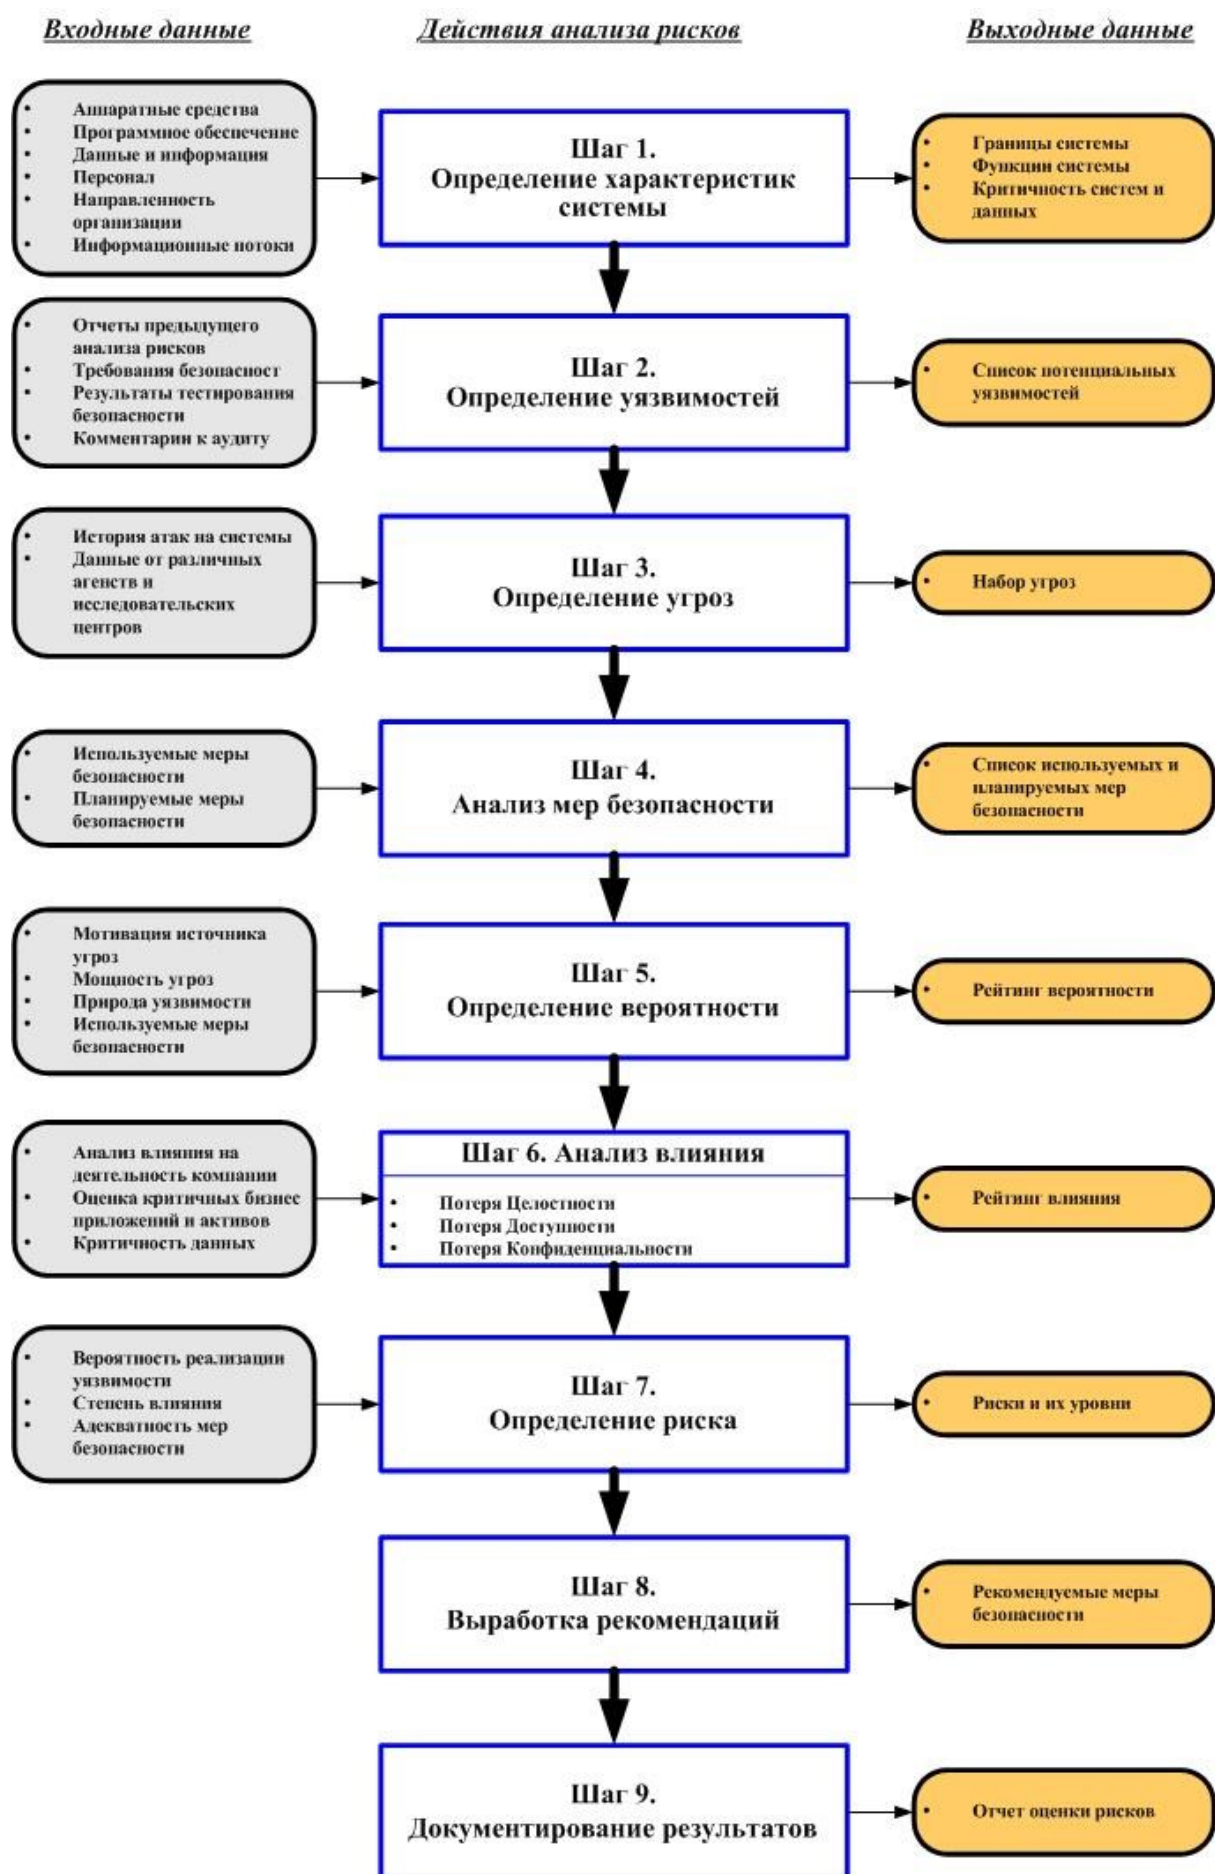 Входные данные
Действия анализа рисков
Выходные данные
• Аппаратные средства
• Программное обеспечение
• Данные и информация
• Персонал
• Направленность
организации
• Информационные потоки
Шаг 1.
Определение характеристик
системы
• Границы системы
• Функции системы
• Критичность систем и
данных
• Отчеты предыдущего
анализа рисков
• Требования безопасност
• Результаты тестирования
безопасности
• Комментарии к аудиту
Шаг 2.
Определение уязвимостей
• Список потенциальных
уязвимостей
• История атак на системы
• Данные от различных
агенств и
исследовательских
центров
Шаг 3.
Определение угроз
• Набор угроз
• Используемые меры
безопасности
• Планируемые меры
безопасности
Шаг 4.
Анализ мер безопасности
• Список используемых и
планируемых мер
безопасности
• Мотивация источника
угроз
• Мощность угроз
• Природа уязвимости
• Используемые меры
безопасности
Шаг 5.
Определение вероятности
• Рейтинг вероятности
• Анализ влияния на
деятельность компании
• Оценка критичных бизнес
приложений и активов
• Критичность данных
Шаг 6. Анализ влияния
• Потеря Целостности
• Потеря Доступности
• Потеря Конфиденциальности
• Рейтинг влияния
• Вероятность реализации
уязвимости
• Степень влияния
• Адекватность мер
безопасности
Шаг 7.
Определение риска
• Риски и их уровни
Шаг 8.
Выработка рекомендаций
• Рекомендуемые меры
безопасности
Шаг 9.
Документирование результатов
• Отчет оценки рисков